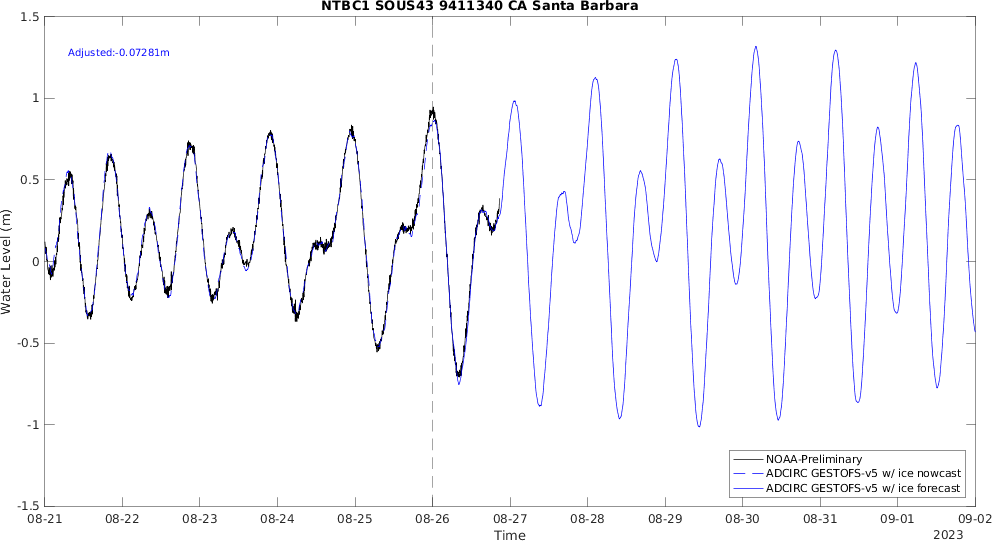 NTBC1 SOUS43 9411340 CA Santa Barbara
Adjusted:-0.07281m
1.5
1
0.5
0
-0.5
-1
-1.5
Water Level (m)
NOAA-Preliminary
ADCIRC GESTOFS-v5 w/ ice nowcast
ADCIRC GESTOFS-v5 w/ ice forecast
08-21 08-22 08-23 08-24 08-25 08-26 08-27 08-28 08-29 08-30 08-31 09-01 09-02
Time
2023